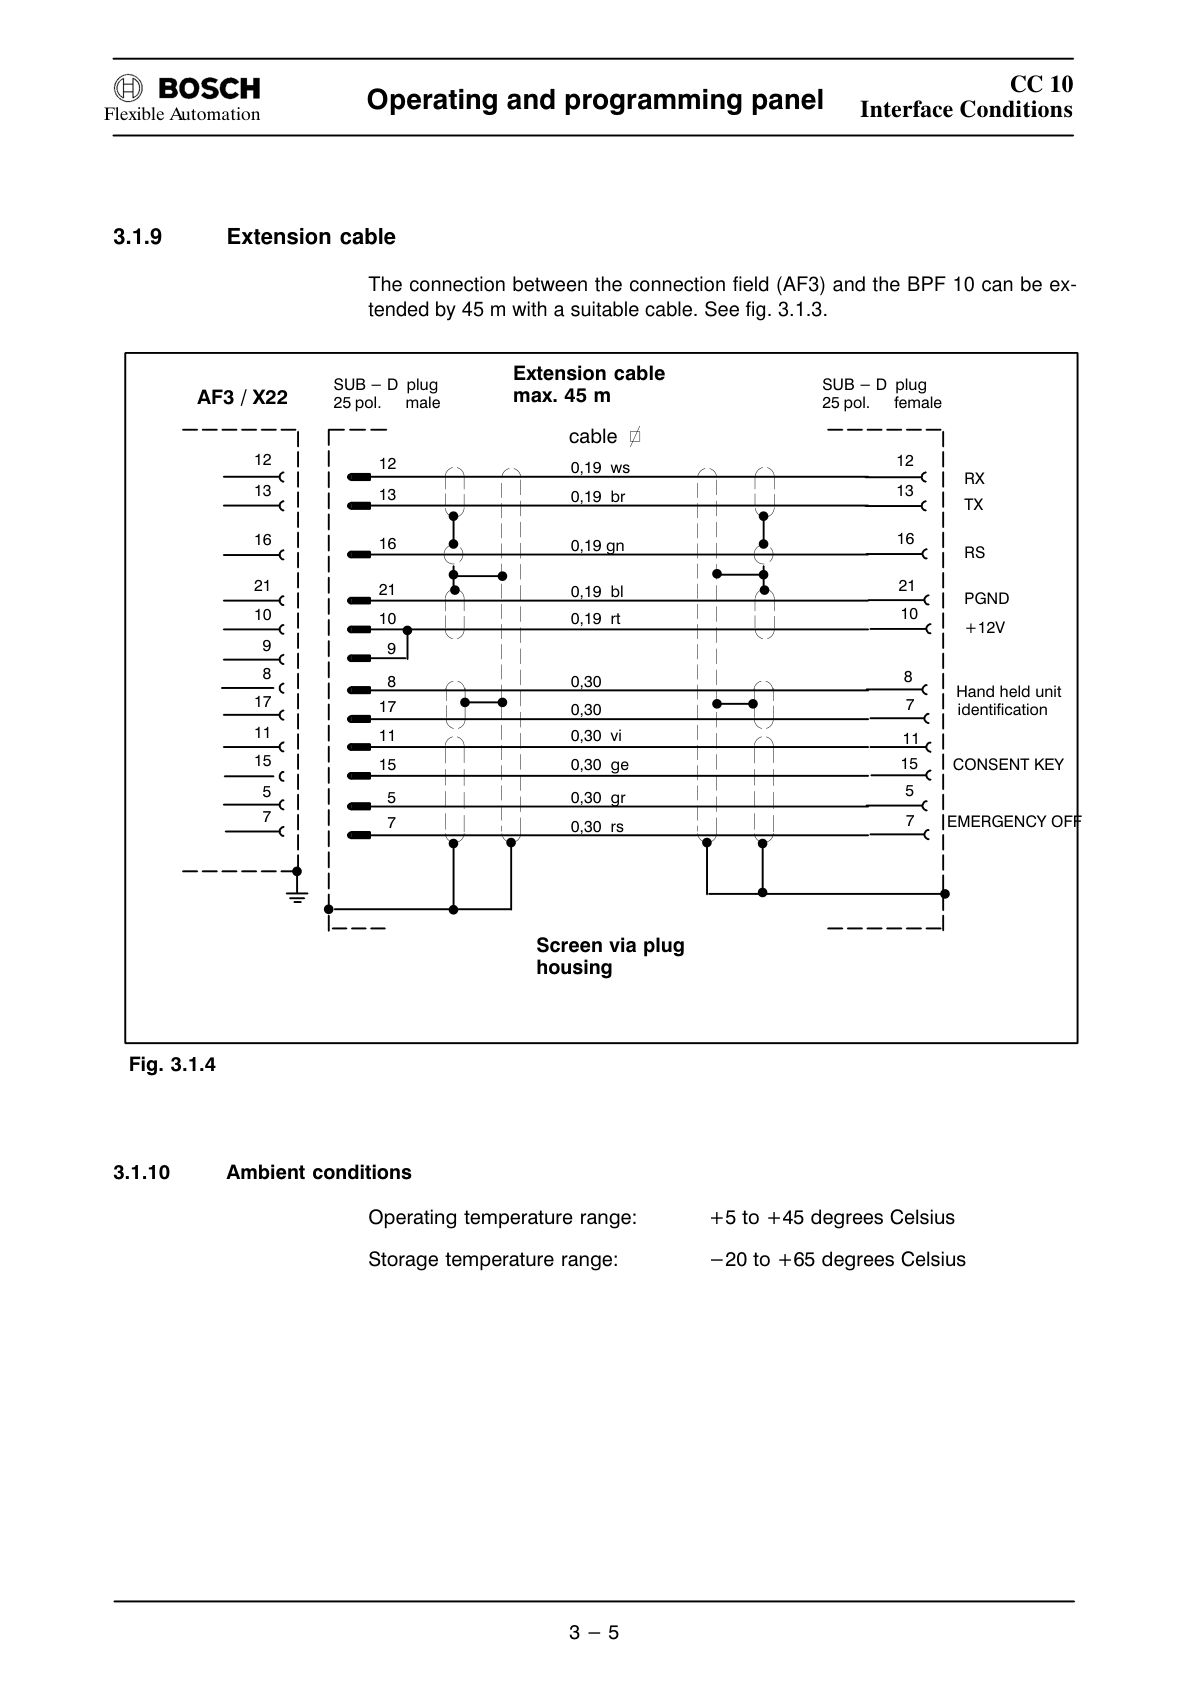 BOSCH
Flexible Automation
Operating and programming panel
CC 10
Interface Conditions
3.1.9 Extension cable
The connection between the connection field (AF3) and the BPF 10 can be ex-
tended by 45 m with a suitable cable. See fig. 3.1.3.
AF3 / X22
SUB – D plug
25 pol. male
Extension cable
max. 45 m
SUB – D plug
25 pol. female
cable
12 12 0,19 ws 12 RX
13 13 0,19 br 13 TX
16 16 0,19 gn 16 RS
21 21 0,19 bl 21 PGND
10 10 0,19 rt 10 +12V
9 9
8 8 0,30 8 Hand held unit
17 17 0,30 7 identification
11 11 0,30 vi 11
15 15 0,30 ge 15 CONSENT KEY
5 5 0,30 gr 5
7 7 0,30 rs 7 EMERGENCY OFF
Screen via plug
housing
Fig. 3.1.4
3.1.10 Ambient conditions
Operating temperature range: +5 to +45 degrees Celsius
Storage temperature range: −20 to +65 degrees Celsius
3 – 5